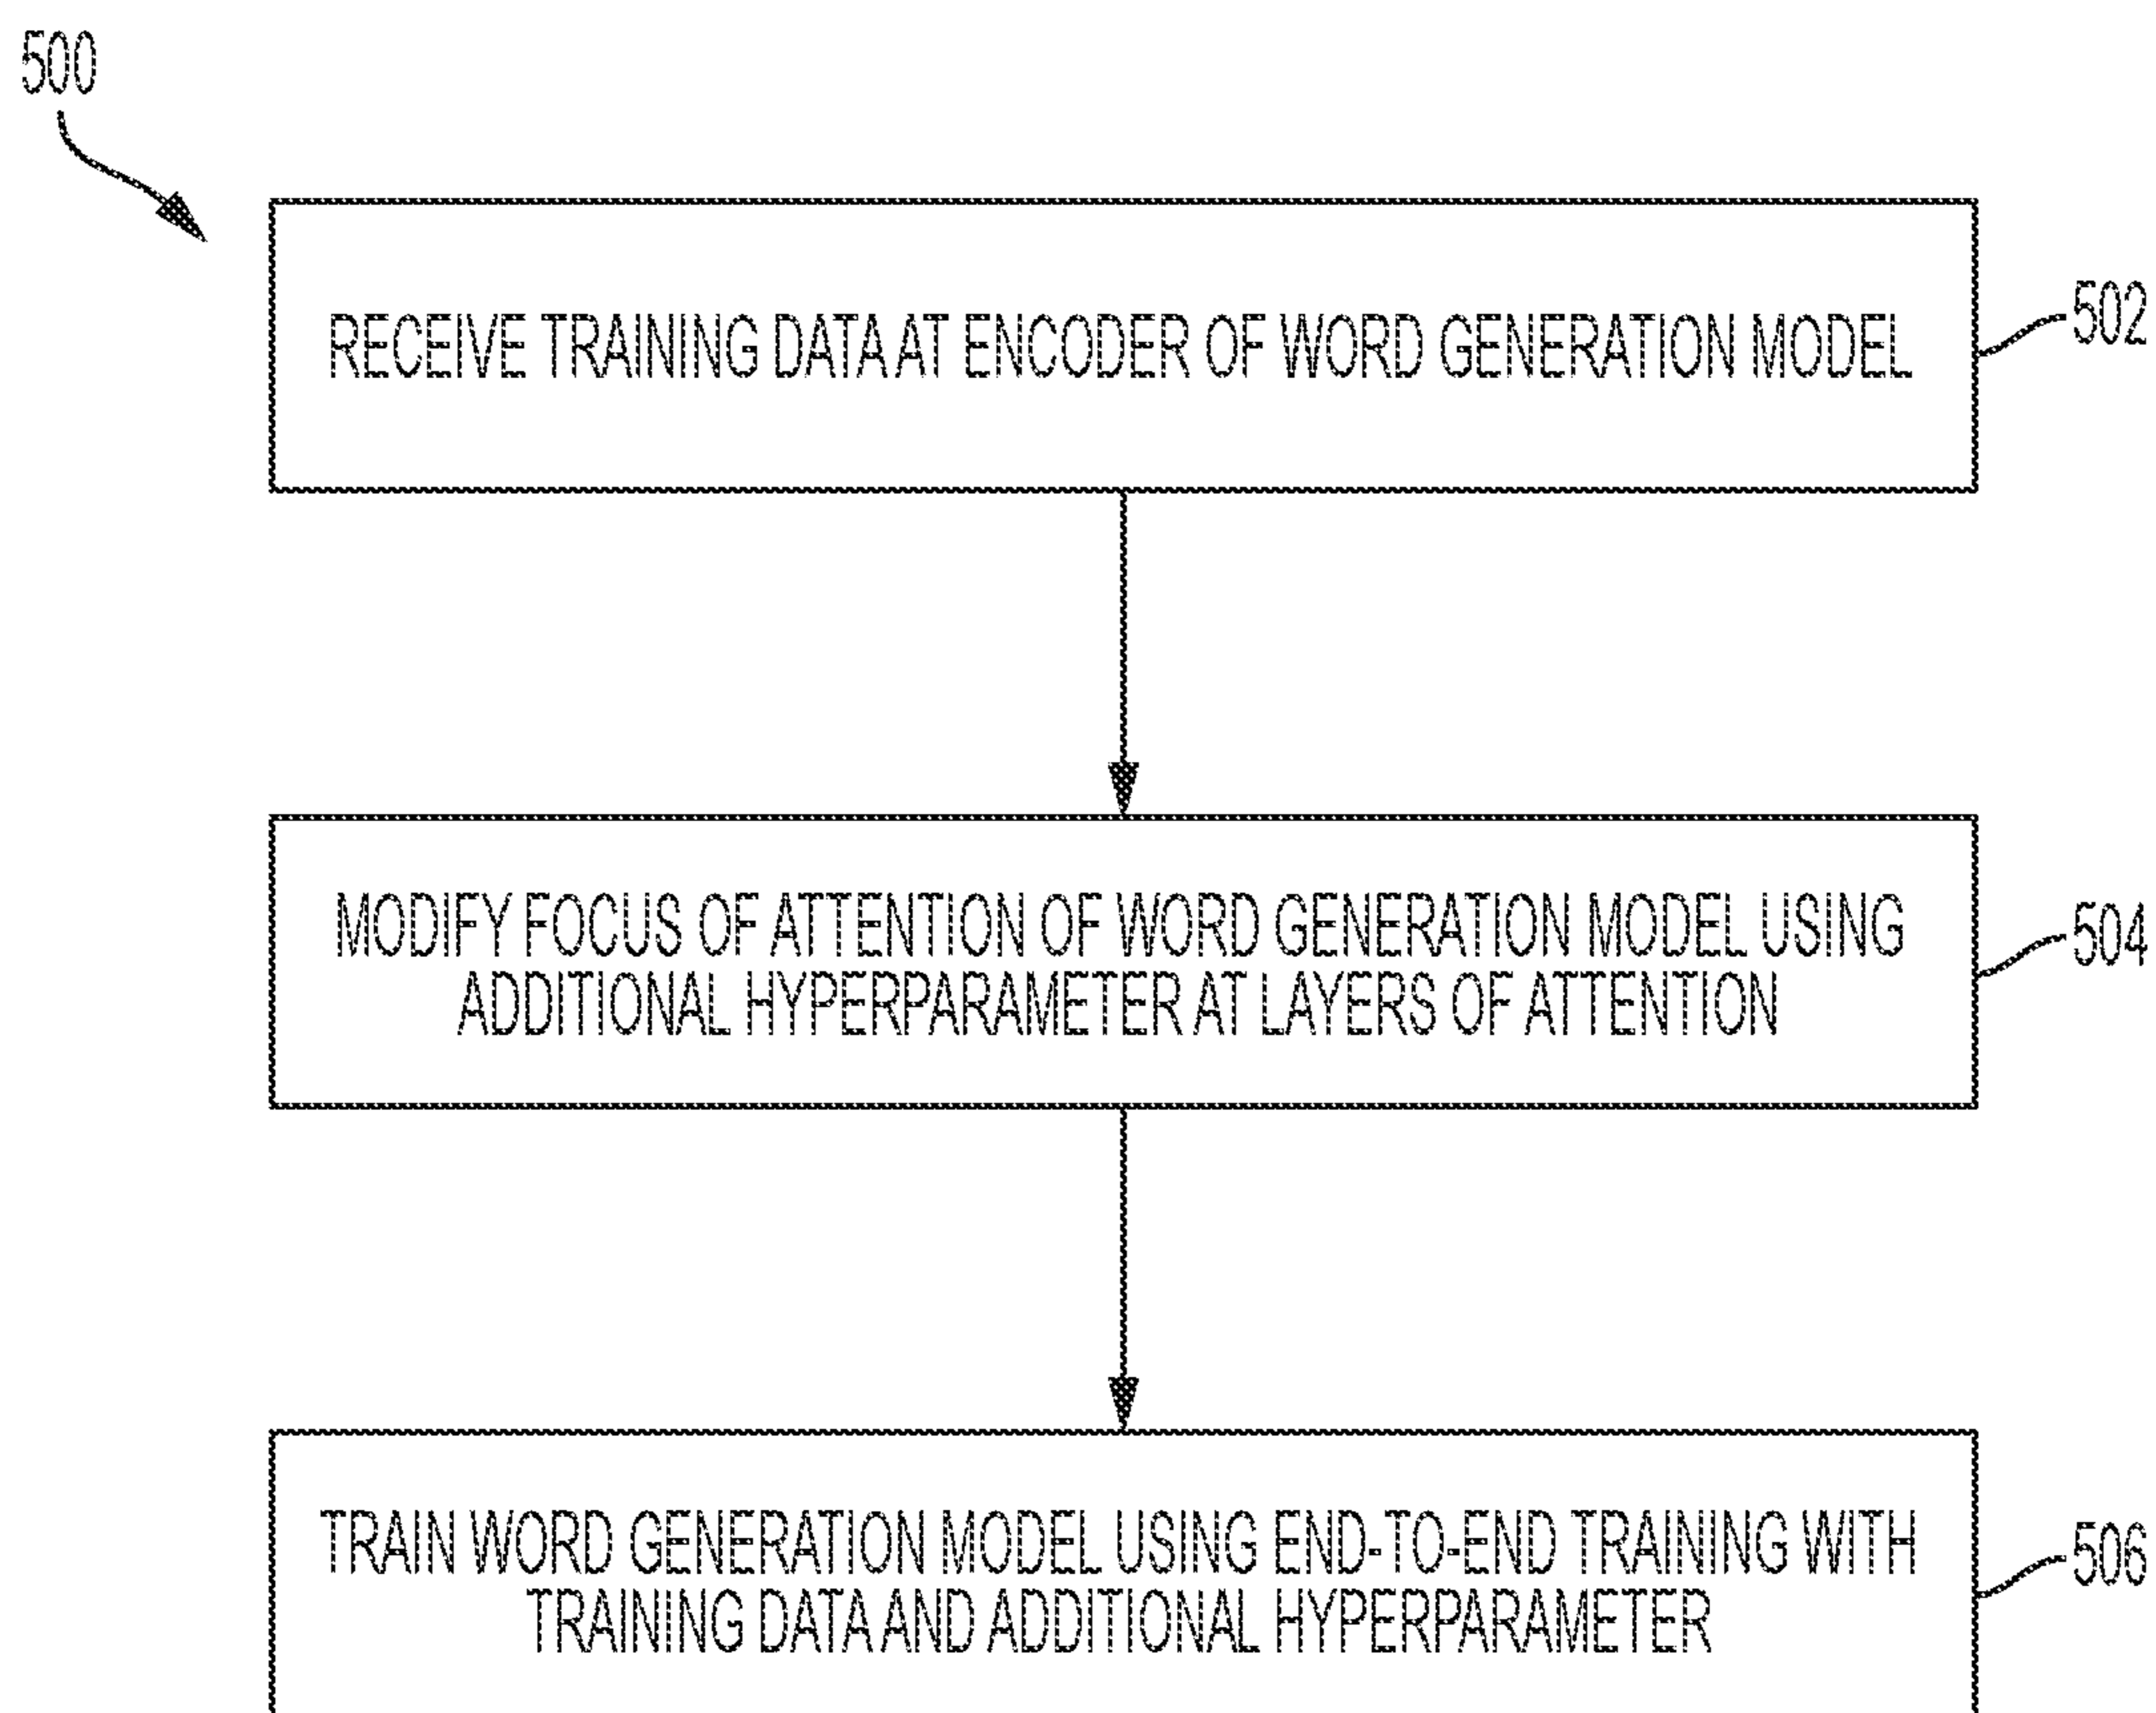 500
RECEIVE TRAINING DATA AT ENCODER OF WORD GENERATION MODEL
502
MODIFY FOCUS OF ATTENTION OF WORD GENERATION MODEL USING
ADDITIONAL HYPERPARAMETER AT LAYERS OF ATTENTION
504
TRAIN WORD GENERATION MODEL USING END-TO-END TRAINING WITH
TRAINING DATA AND ADDITIONAL HYPERPARAMETER
506